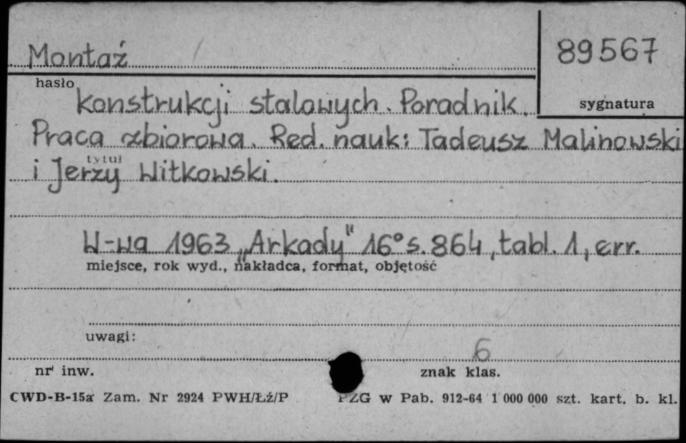 Montaż
89567
hasło
sygnatura
konstrukcji stalowych. Poradnik.
Praca zbiorowa. Red. nauk: Tadeusz Malinowski
tytuł
i Jerzy Witkowski.
W-wa 1963 „Arkady" 16° s. 864, tabl. 1, err.
miejsce, rok wyd., nakładca, format, objętość
uwagi:
6
nr inw.
znak klas.
CWD-B-15a Zam. Nr 2924 PWH/Łź/P
PZG w Pab. 912-64 1 000 000 szt. kart. b. kl.